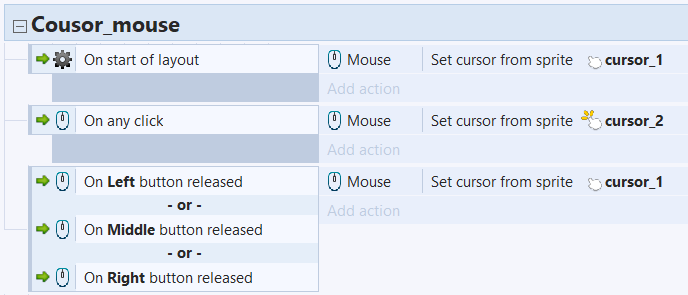 Cousor_mouse
On start of layout Mouse Set cursor from sprite cursor_1
Add action
On any click Mouse Set cursor from sprite cursor_2
Add action
On Left button released Mouse Set cursor from sprite cursor_1
- or - Add action
On Middle button released
- or -
On Right button released